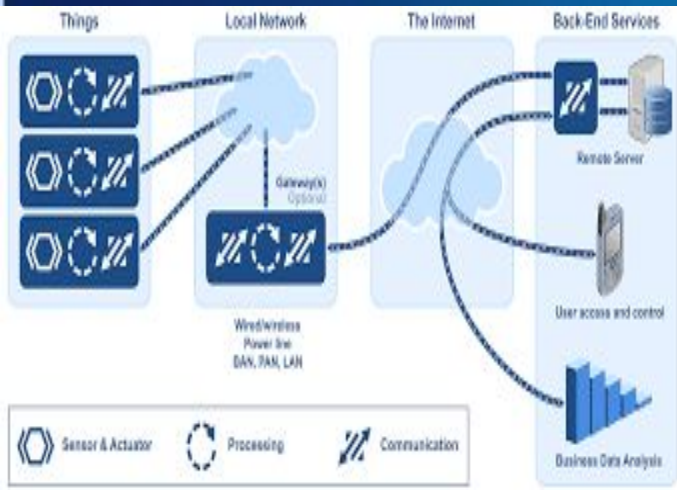 Things
Local Network
The Internet
Back-End Services
Gateway(s)
Optional
Remote Server
Wired/wireless
Power line
BAN, PAN, LAN
User access and control
Business Data Analysis
Sensor & Actuator
Processing
Communication